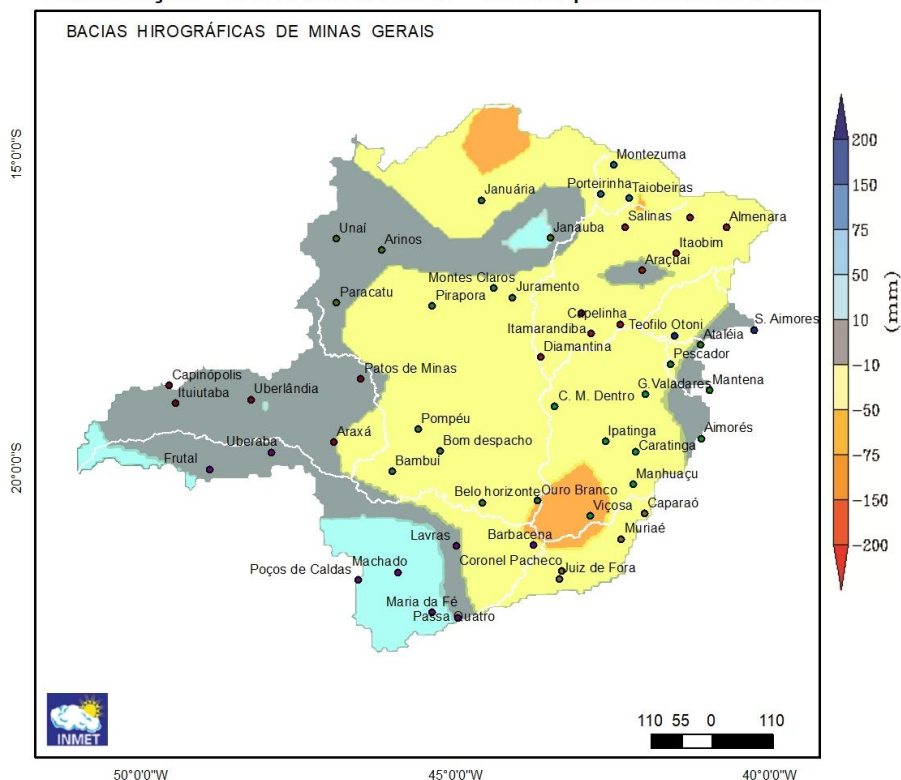 BACIAS HIROGRÁFICAS DE MINAS GERAIS
15°0'0"S
20°0'0"S
Montezuma
Januária
Porteirinha
Taiobeiras
Salinas
Almenara
Unaí
Arinos
Janauba
Itaobim
Araçuaí
Montes Claros
Paracatu
Pirapora
Juramento
Capelinha
Itamarandiba
Teofilo Otoni
S. Aimores
Ataléia
Diamantina
Pescador
Patos de Minas
Capinópolis
Ituiutaba
Uberlândia
C. M. Dentro
G.Valadares
Mantena
Uberaba
Araxá
Pompéu
Ipatinga
Aimorés
Bom despacho
Caratinga
Frutal
Bambuí
Manhuaçu
Belo horizonte
Ouro Branco
Viçosa
Caparaó
Muriaé
Lavras
Barbacena
Poços de Caldas
Machado
Coronel Pacheco
Juiz de Fora
Maria da Fé
Passa Quatro
200
150
75
50
10
-10
-50
-75
-150
-200
(mm)
INMET
110 55 0 110
50°0'0"W
45°0'0"W
40°0'0"W